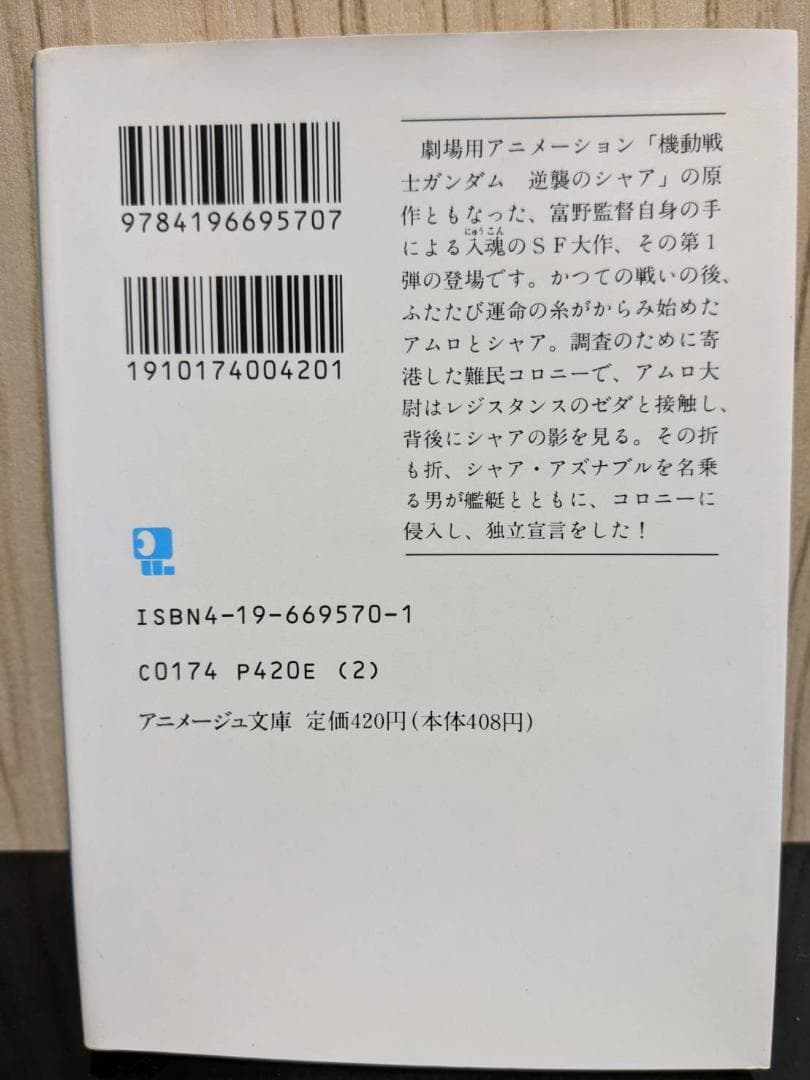 9784196695707
1910174004201
劇場用アニメーション「機動戦
士ガンダム　逆襲のシャア」の原
作ともなった、富野監督自身の手
にゅうこん
による入魂のＳＦ大作、その第１
弾の登場です。かつての戦いの後、
ふたたび運命の糸がからみ始めた
アムロとシャア。調査のために寄
港した難民コロニーで、アムロ大
尉はレジスタンスのゼダと接触し、
背後にシャアの影を見る。その折
も折、シャア・アズナブルを名乗
る男が艦艇とともに、コロニーに
侵入し、独立宣言をした！
ISBN4-19-669570-1
C0174 P420E (2)
アニメージュ文庫 定価420円(本体408円)